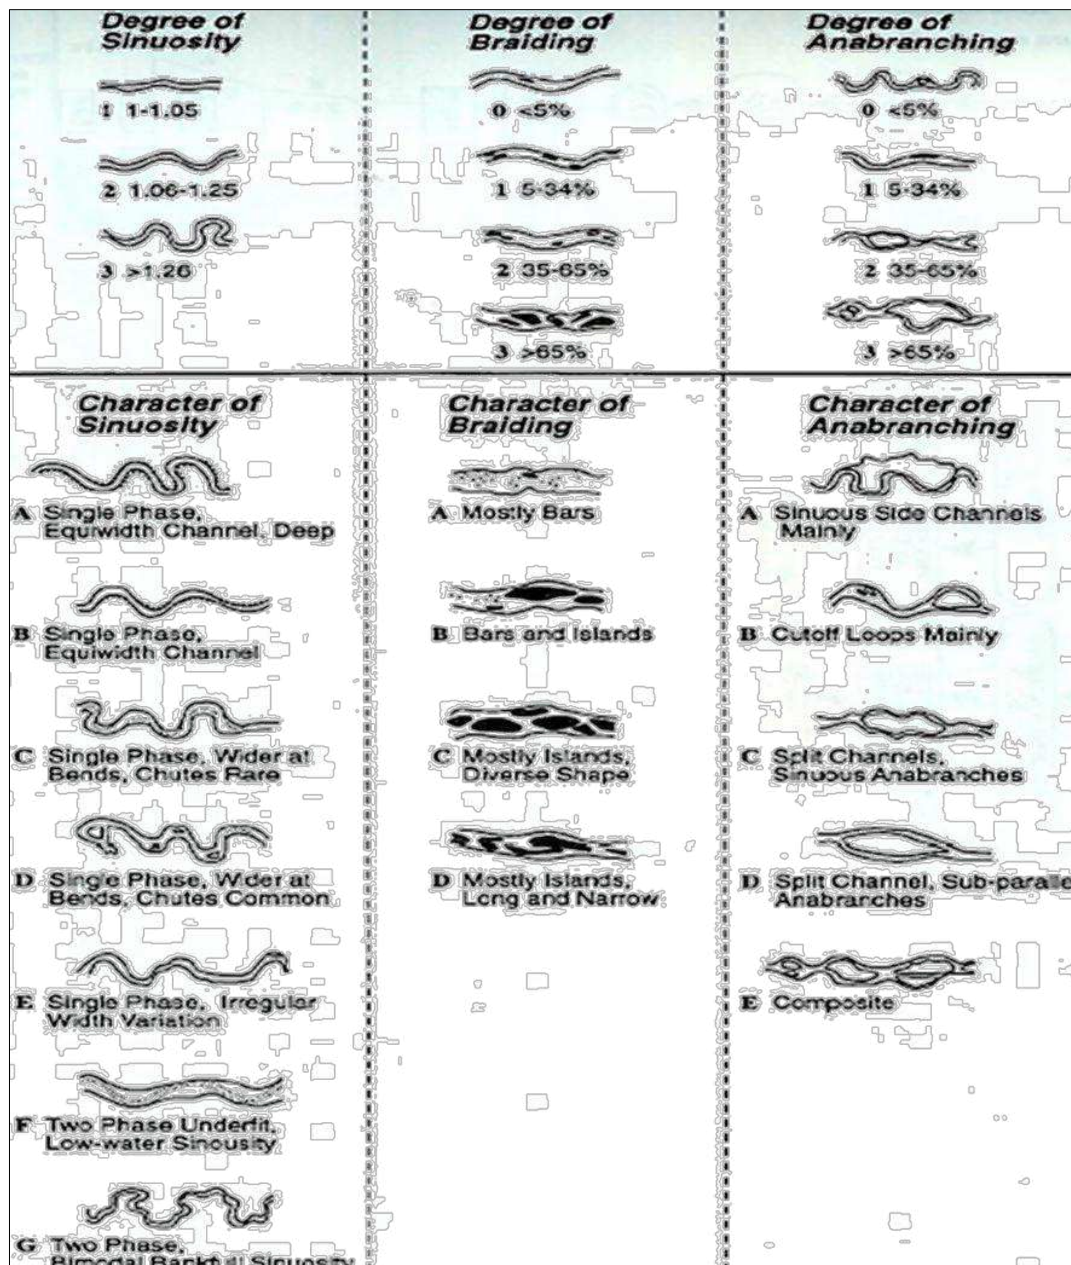 Degree of
Sinuosity
1 1-1.05
2 1.06-1.25
3 >1.26
Degree of
Braiding
0 <5%
1 5-34%
2 35-65%
3 >65%
Degree of
Anabranching
0 <5%
1 5-34%
2 35-65%
3 >65%
Character of
Sinuosity
A Single Phase,
Equiwidth Channel, Deep
B Single Phase,
Equiwidth Channel
C Single Phase, Wider at
Bends, Chutes Rare
D Single Phase, Wider at
Bends, Chutes Common
E Single Phase, Irregular
Width Variation
F Two Phase Underfit,
Low-water Sinousity
G Two Phase,
Bimodal Bankfull Sinuosity
Character of
Braiding
A Mostly Bars
B Bars and Islands
C Mostly Islands,
Diverse Shape
D Mostly Islands,
Long and Narrow
Character of
Anabranching
A Sinuous Side Channels
Mainly
B Cutoff Loops Mainly
C Split Channels,
Sinuous Anabranches
D Split Channel, Sub-paralle
Anabranches
E Composite